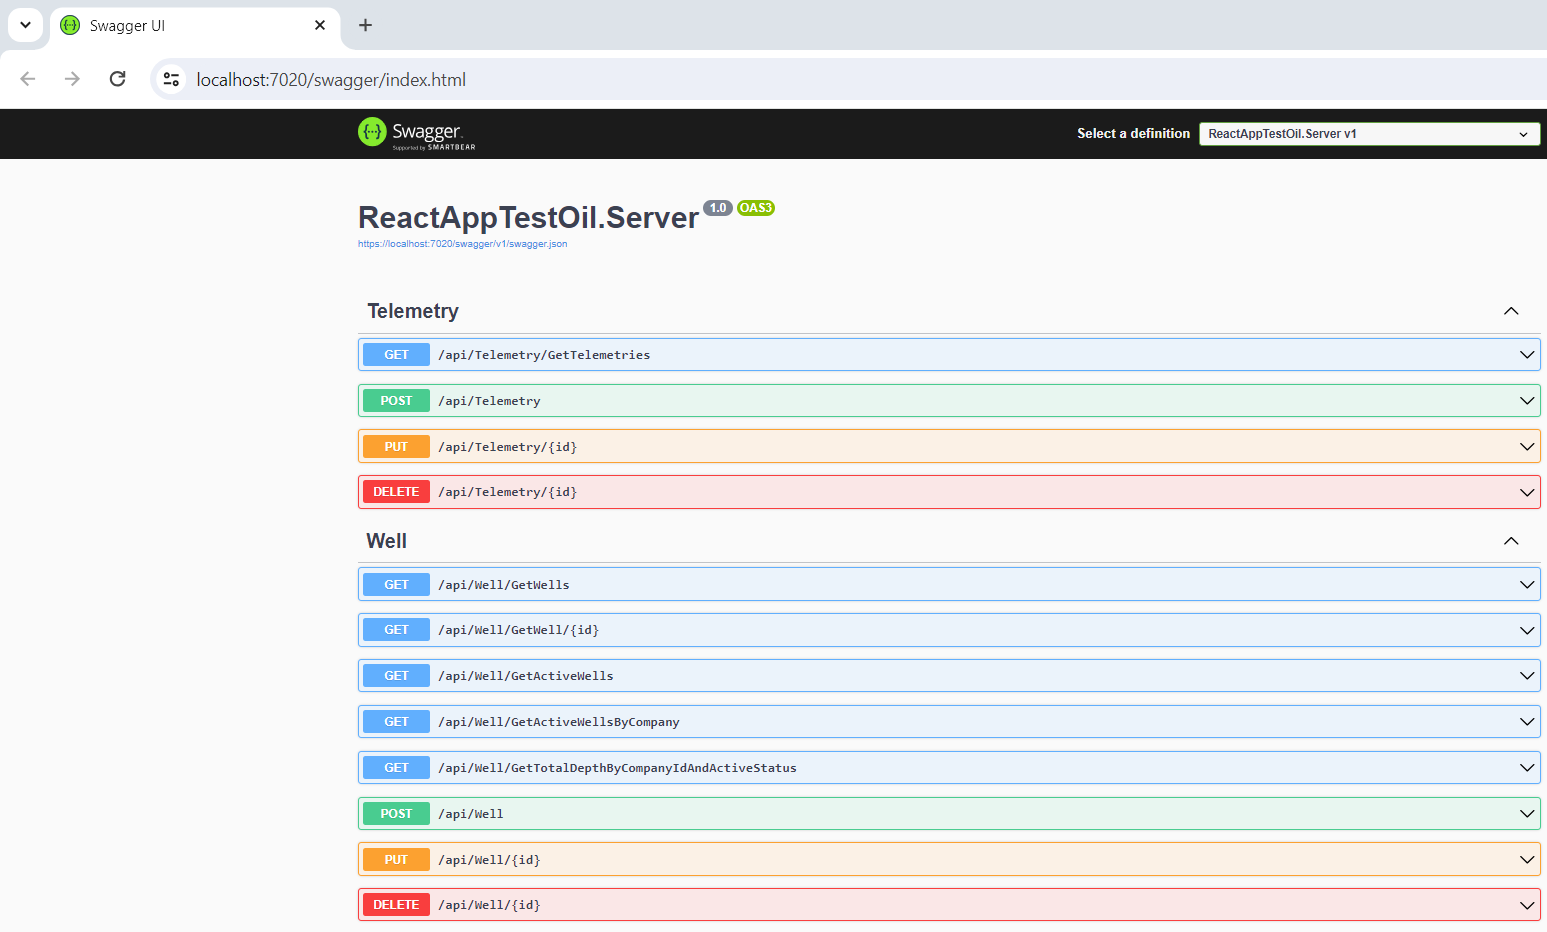 Swagger UI
localhost:7020/swagger/index.html
Swagger.
Supported by SMARTBEAR
Select a definition
ReactAppTestOil.Server v1
ReactAppTestOil.Server 1.0 OAS3
https://localhost:7020/swagger/v1/swagger.json
Telemetry
GET /api/Telemetry/GetTelemetries
POST /api/Telemetry
PUT /api/Telemetry/{id}
DELETE /api/Telemetry/{id}
Well
GET /api/Well/GetWells
GET /api/Well/GetWell/{id}
GET /api/Well/GetActiveWells
GET /api/Well/GetActiveWellsByCompany
GET /api/Well/GetTotalDepthByCompanyIdAndActiveStatus
POST /api/Well
PUT /api/Well/{id}
DELETE /api/Well/{id}